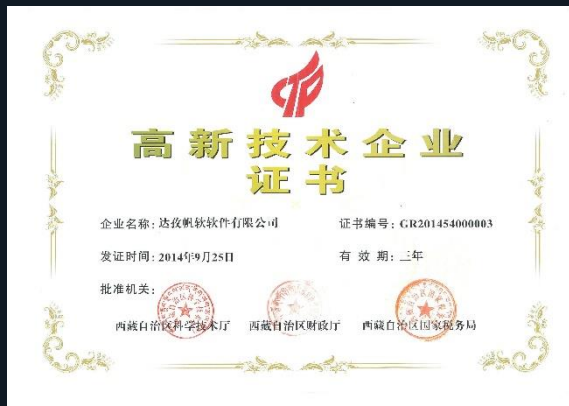 高新技术企业
证书
企业名称：达孜帆软软件有限公司
证书编号：GR201454000003
发证时间：2014年9月25日
有 效 期：三年
批准机关：
西藏自治区科学技术厅
西藏自治区财政厅
西藏自治区国家税务局